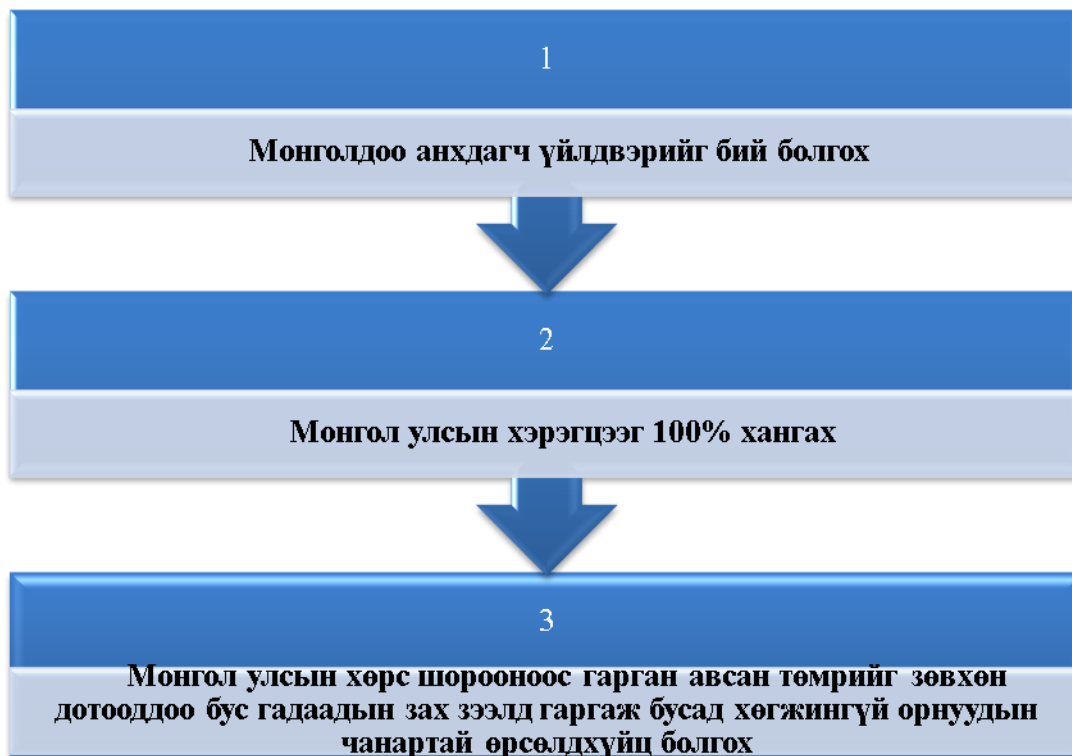 1
Монголдоо анхдагч үйлдвэрийг бий болгох
2
Монгол улсын хэрэгцээг 100% хангах
3
Монгол улсын хөрс шорооноос гарган авсан төмрийг зөвхөн
дотооддоо бус гадаадын зах зээлд гаргаж бусад хөгжингүй орнуудын
чанартай өрсөлдхүйц болгох